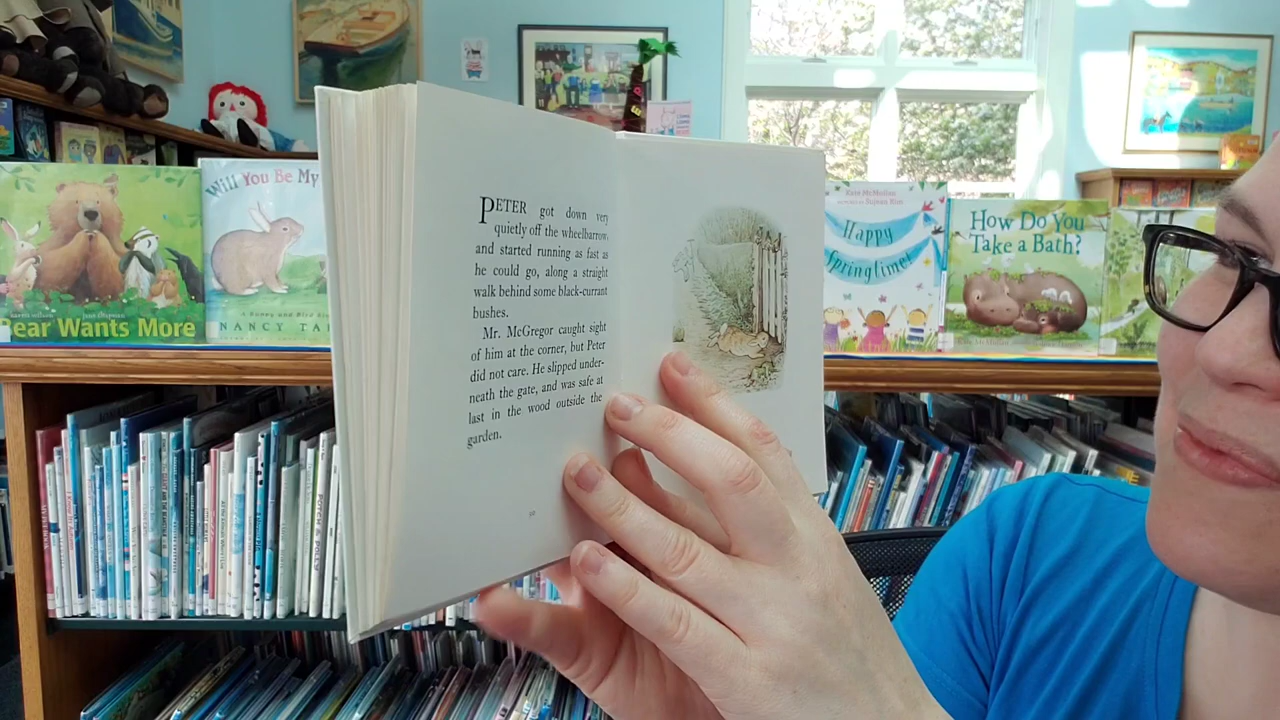 PETER got down very
quietly off the wheelbarrow,
and started running as fast as
he could go, along a straight
walk behind some black-currant
bushes.
Mr. McGregor caught sight
of him at the corner, but Peter
did not care. He slipped under-
neath the gate, and was safe at
last in the wood outside the
garden.
Bear Wants More
Will You Be My
NANCY TA
Kate McMullan
Sujean Rim
Happy
Springtime!
How Do You
Take a Bath?